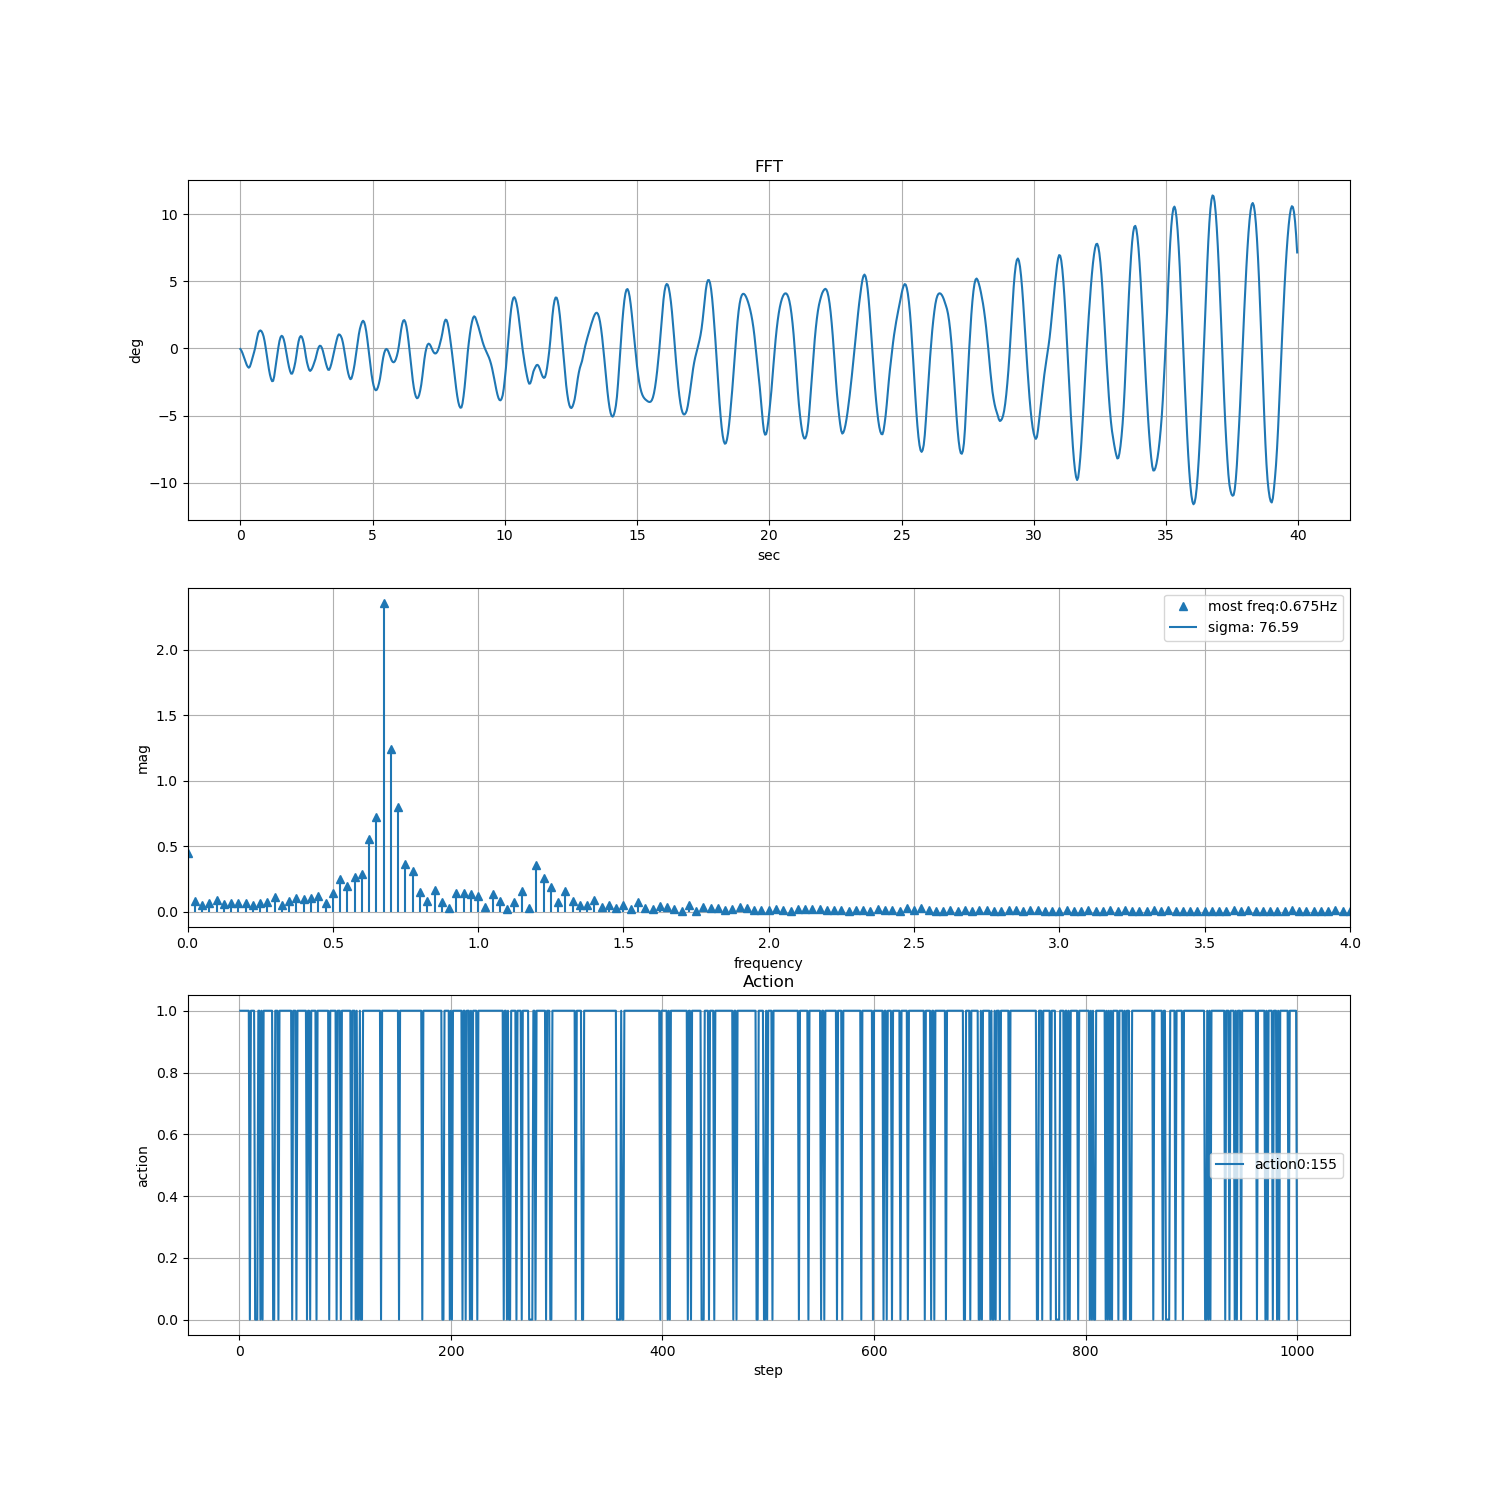 FFT
10
5
0
−5
−10
deg
0 5 10 15 20 25 30 35 40
sec
most freq:0.675Hz
sigma: 76.59
2.0
1.5
1.0
0.5
0.0
mag
0.0 0.5 1.0 1.5 2.0 2.5 3.0 3.5 4.0
frequency
Action
1.0
0.8
0.6
0.4
0.2
0.0
action
action0:155
0 200 400 600 800 1000
step